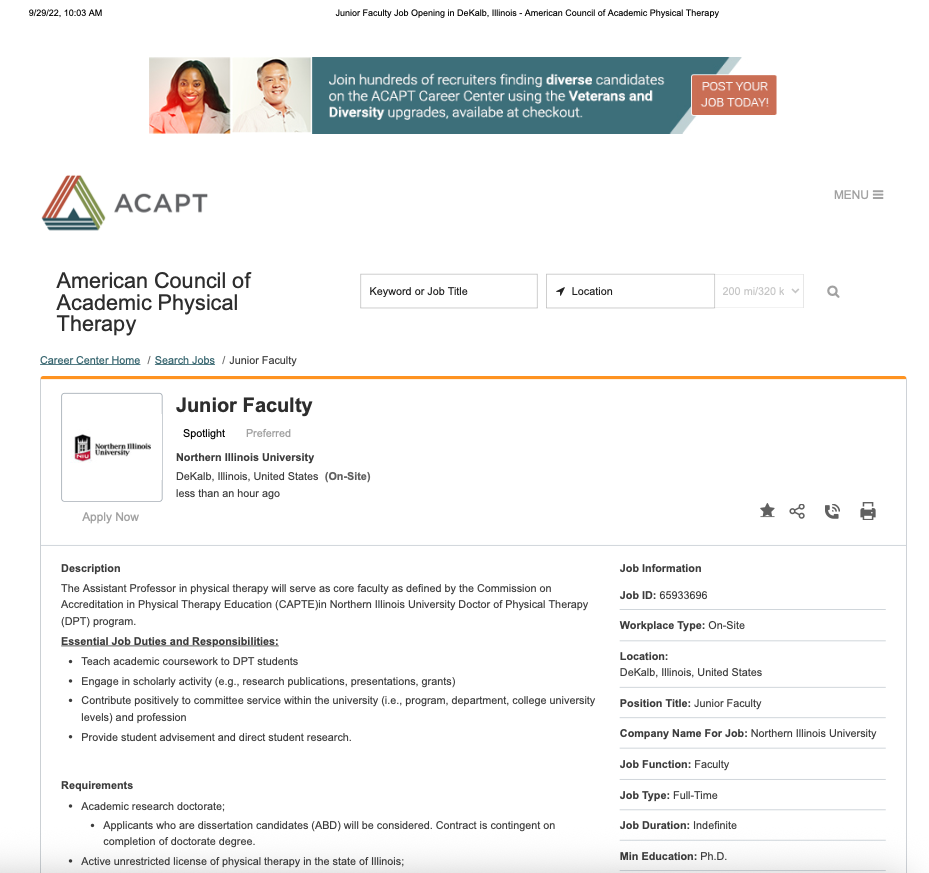 9/29/22, 10:03 AM
Junior Faculty Job Opening in DeKalb, Illinois - American Council of Academic Physical Therapy
Join hundreds of recruiters finding diverse candidates
on the ACAPT Career Center using the Veterans and
Diversity upgrades, availabe at checkout.
POST YOUR
JOB TODAY!
ACAPT
MENU
American Council of
Academic Physical
Therapy
Keyword or Job Title
Location
200 mi/320 k
Career Center Home / Search Jobs / Junior Faculty
Northern Illinois
University
NIU
Apply Now
Junior Faculty
Spotlight Preferred
Northern Illinois University
DeKalb, Illinois, United States (On-Site)
less than an hour ago
Description
The Assistant Professor in physical therapy will serve as core faculty as defined by the Commission on
Accreditation in Physical Therapy Education (CAPTE)in Northern Illinois University Doctor of Physical Therapy
(DPT) program.
Essential Job Duties and Responsibilities:
• Teach academic coursework to DPT students
• Engage in scholarly activity (e.g., research publications, presentations, grants)
• Contribute positively to committee service within the university (i.e., program, department, college university
levels) and profession
• Provide student advisement and direct student research.
Requirements
• Academic research doctorate;
• Applicants who are dissertation candidates (ABD) will be considered. Contract is contingent on
completion of doctorate degree.
• Active unrestricted license of physical therapy in the state of Illinois;
Job Information
Job ID: 65933696
Workplace Type: On-Site
Location:
DeKalb, Illinois, United States
Position Title: Junior Faculty
Company Name For Job: Northern Illinois University
Job Function: Faculty
Job Type: Full-Time
Job Duration: Indefinite
Min Education: Ph.D.